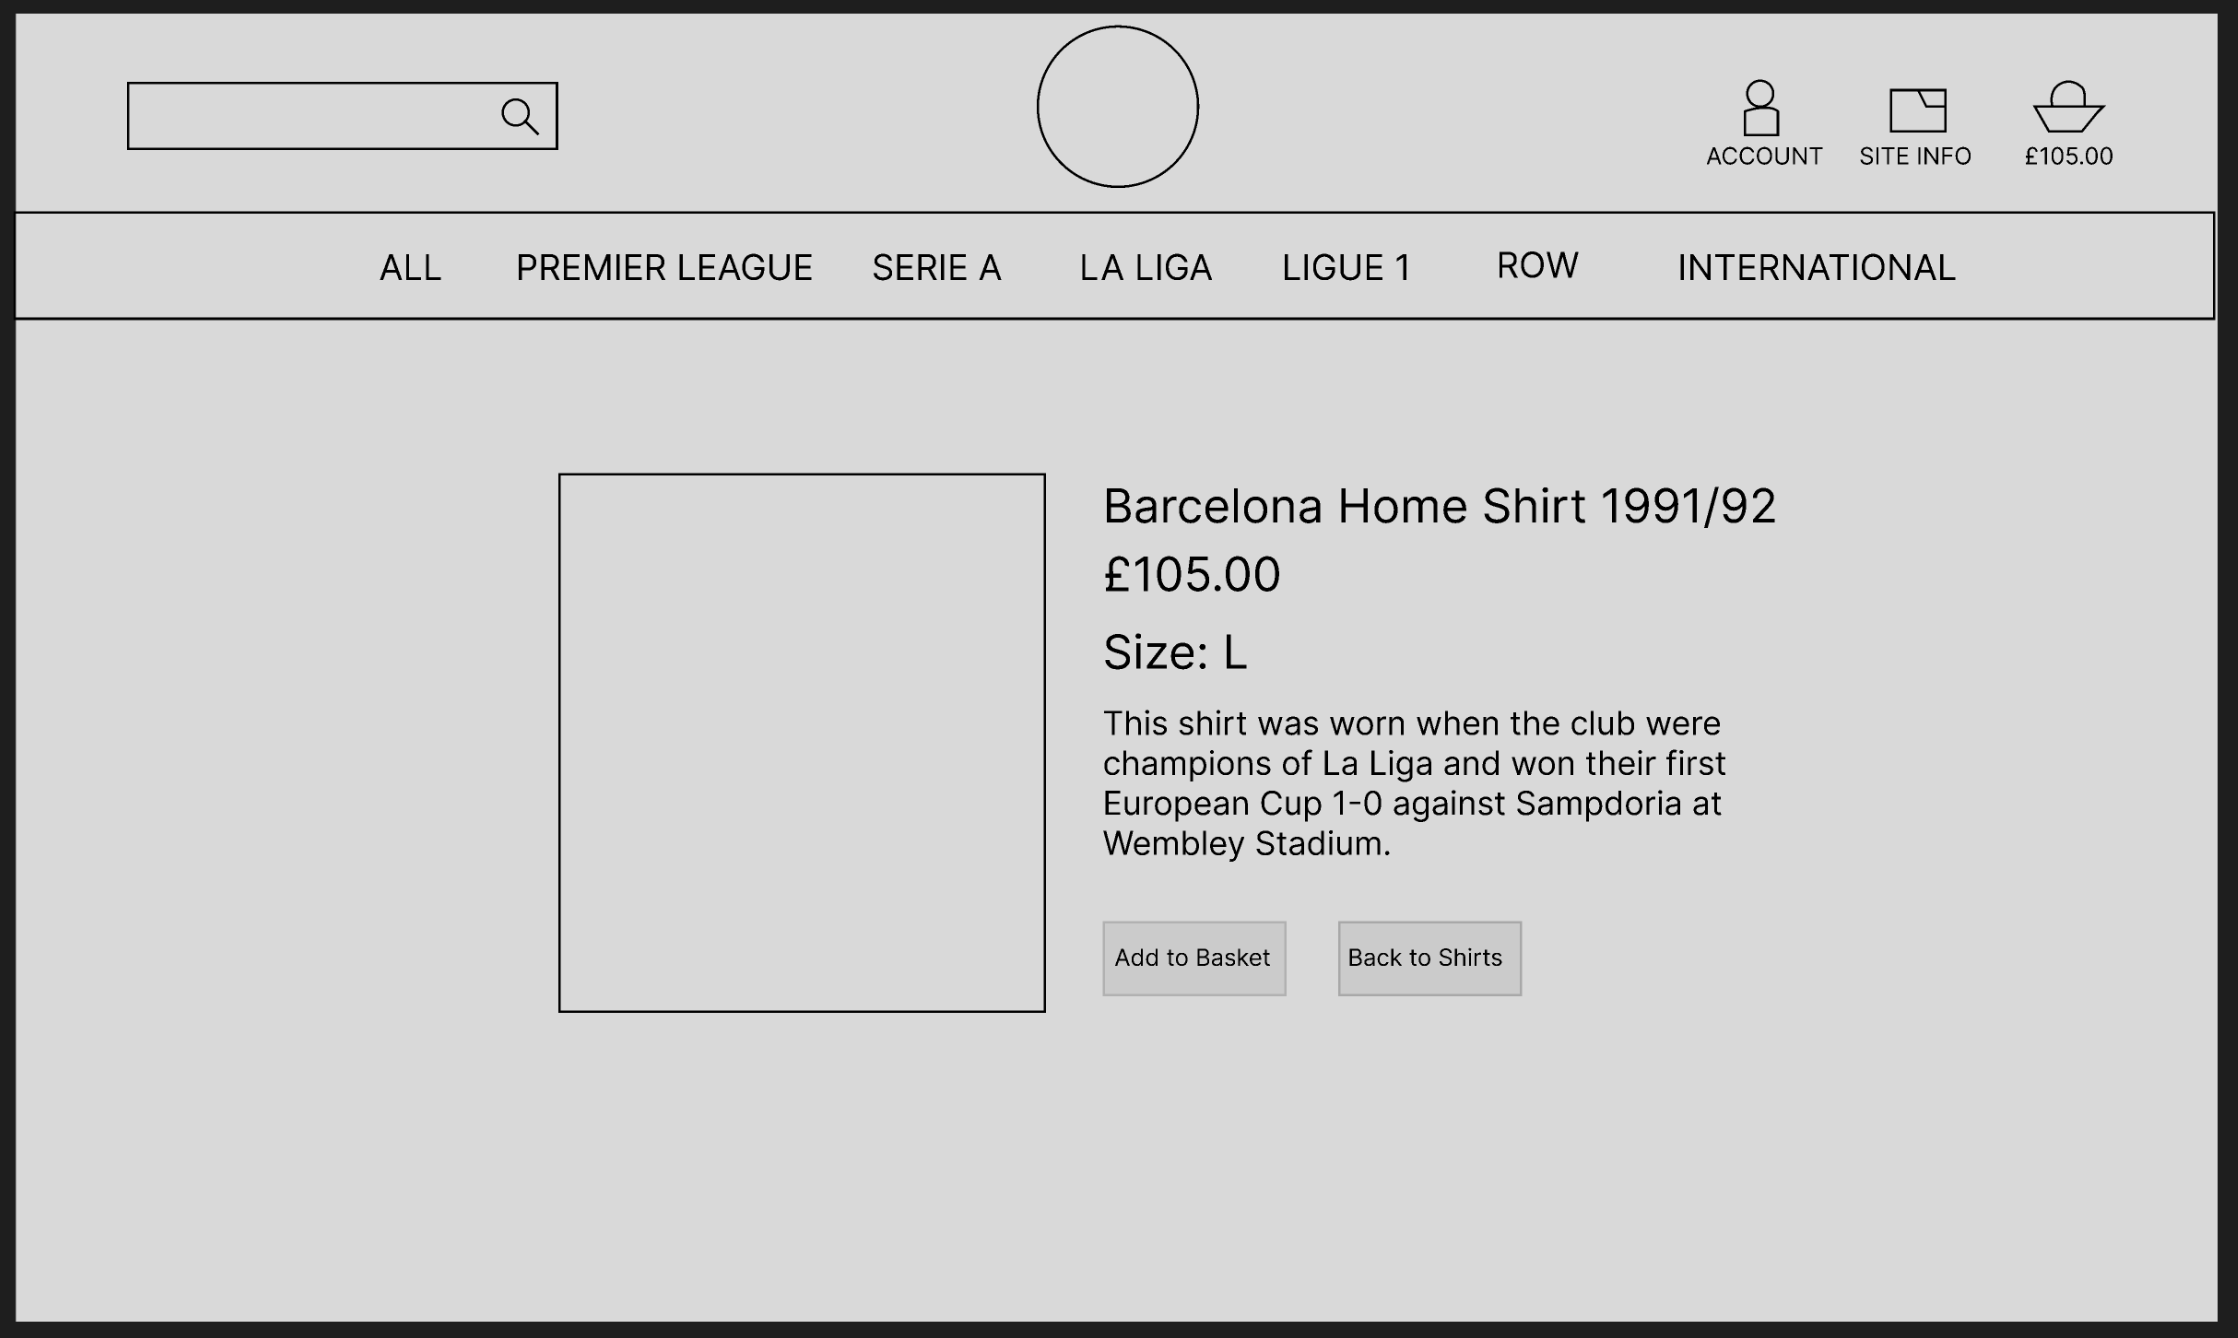 ACCOUNT
SITE INFO
£105.00
ALL
PREMIER LEAGUE
SERIE A
LA LIGA
LIGUE 1
ROW
INTERNATIONAL
Barcelona Home Shirt 1991/92
£105.00
Size: L
This shirt was worn when the club were
champions of La Liga and won their first
European Cup 1-0 against Sampdoria at
Wembley Stadium.
Add to Basket
Back to Shirts